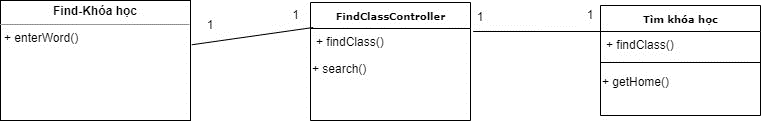 Find-Khóa học
+ enterWord()
1
1
FindClassController
+ findClass()
+ search()
1
1
Tìm khóa học
+ findClass()
+ getHome()